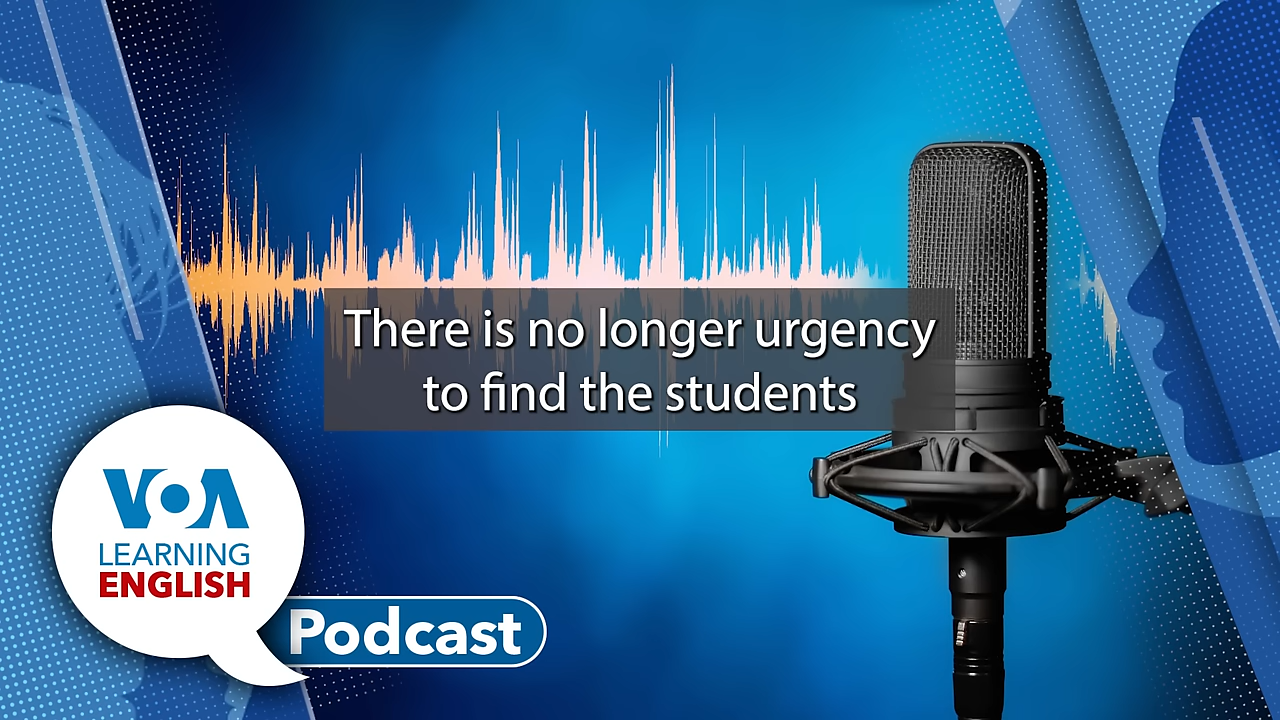 There is no longer urgency
to find the students
VOA
LEARNING
ENGLISH
Podcast